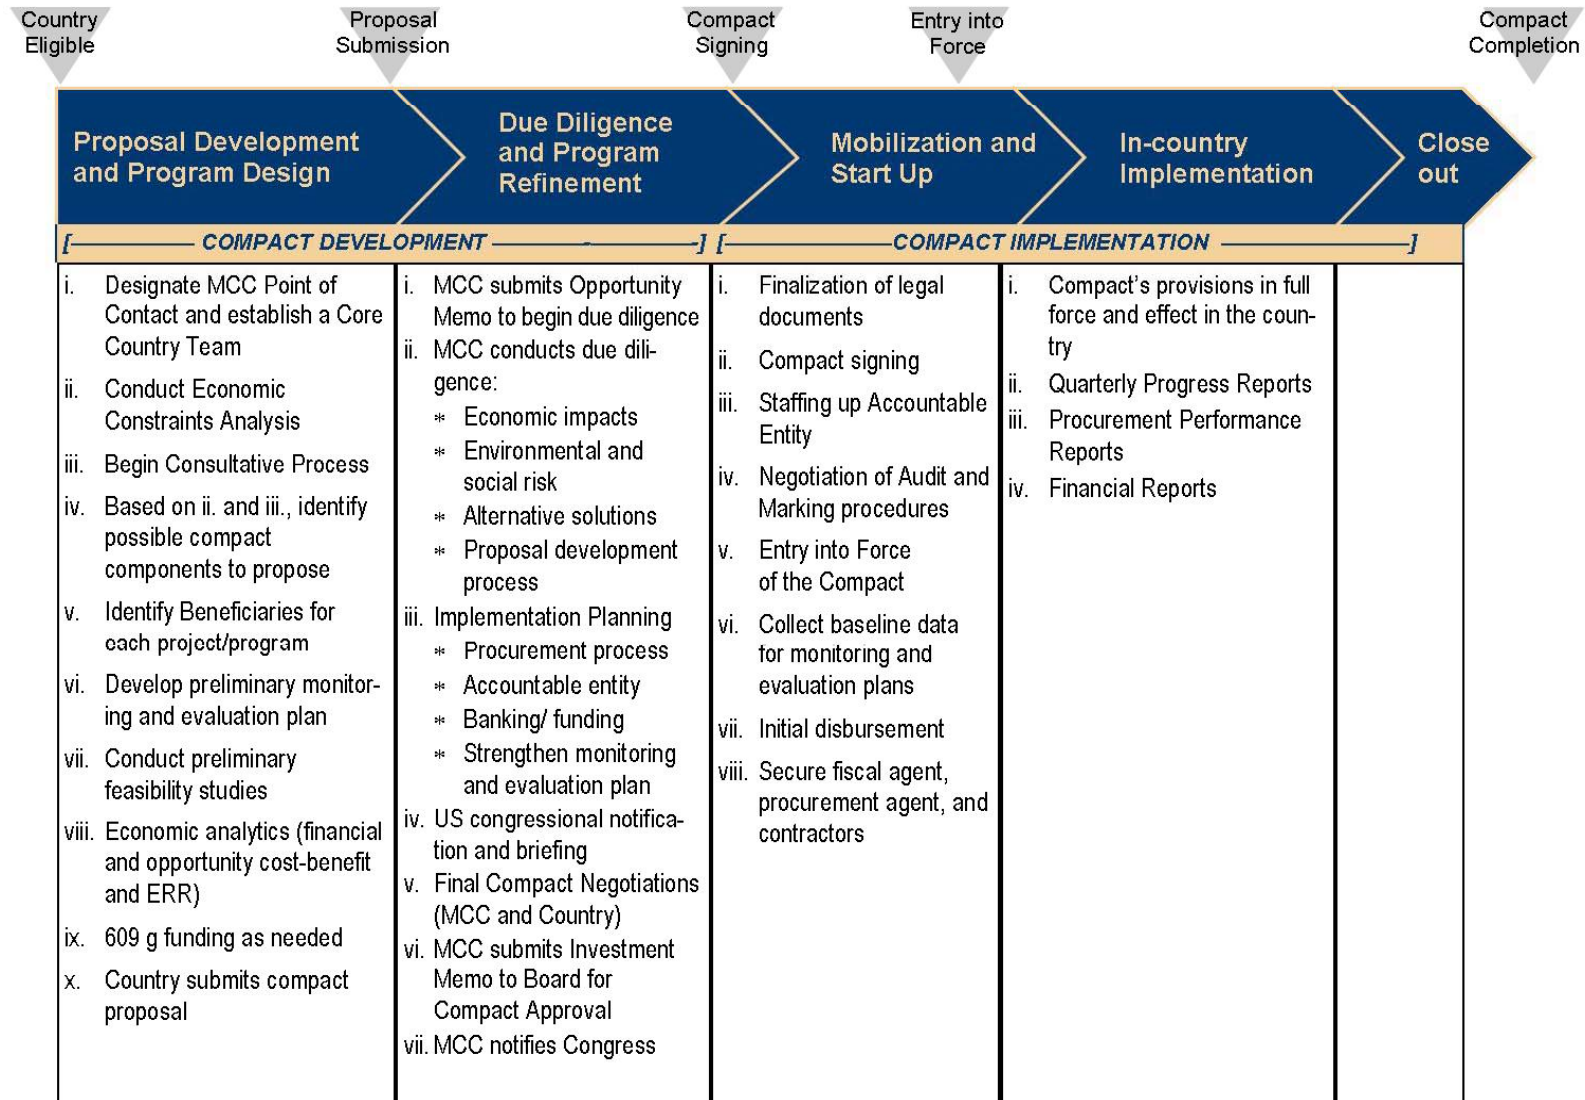 Country
Eligible
Proposal
Submission
Compact
Signing
Entry into
Force
Compact
Completion
Proposal Development
and Program Design
Due Diligence
and Program
Refinement
Mobilization and
Start Up
In-country
Implementation
Close
out
[ COMPACT DEVELOPMENT ]
[ COMPACT IMPLEMENTATION ]
i. Designate MCC Point of
Contact and establish a Core
Country Team
ii. Conduct Economic
Constraints Analysis
iii. Begin Consultative Process
iv. Based on ii. and iii., identify
possible compact
components to propose
v. Identify Beneficiaries for
each project/program
vi. Develop preliminary monitor-
ing and evaluation plan
vii. Conduct preliminary
feasibility studies
viii. Economic analytics (financial
and opportunity cost-benefit
and ERR)
ix. 609 g funding as needed
x. Country submits compact
proposal
i. MCC submits Opportunity
Memo to begin due diligence
ii. MCC conducts due dili-
gence:
* Economic impacts
* Environmental and
social risk
* Alternative solutions
* Proposal development
process
iii. Implementation Planning
* Procurement process
* Accountable entity
* Banking/ funding
* Strengthen monitoring
and evaluation plan
iv. US congressional notifica-
tion and briefing
v. Final Compact Negotiations
(MCC and Country)
vi. MCC submits Investment
Memo to Board for
Compact Approval
vii. MCC notifies Congress
i. Finalization of legal
documents
ii. Compact signing
iii. Staffing up Accountable
Entity
iv. Negotiation of Audit and
Marking procedures
v. Entry into Force
of the Compact
vi. Collect baseline data
for monitoring and
evaluation plans
vii. Initial disbursement
viii. Secure fiscal agent,
procurement agent, and
contractors
i. Compact's provisions in full
force and effect in the coun-
try
ii. Quarterly Progress Reports
iii. Procurement Performance
Reports
iv. Financial Reports